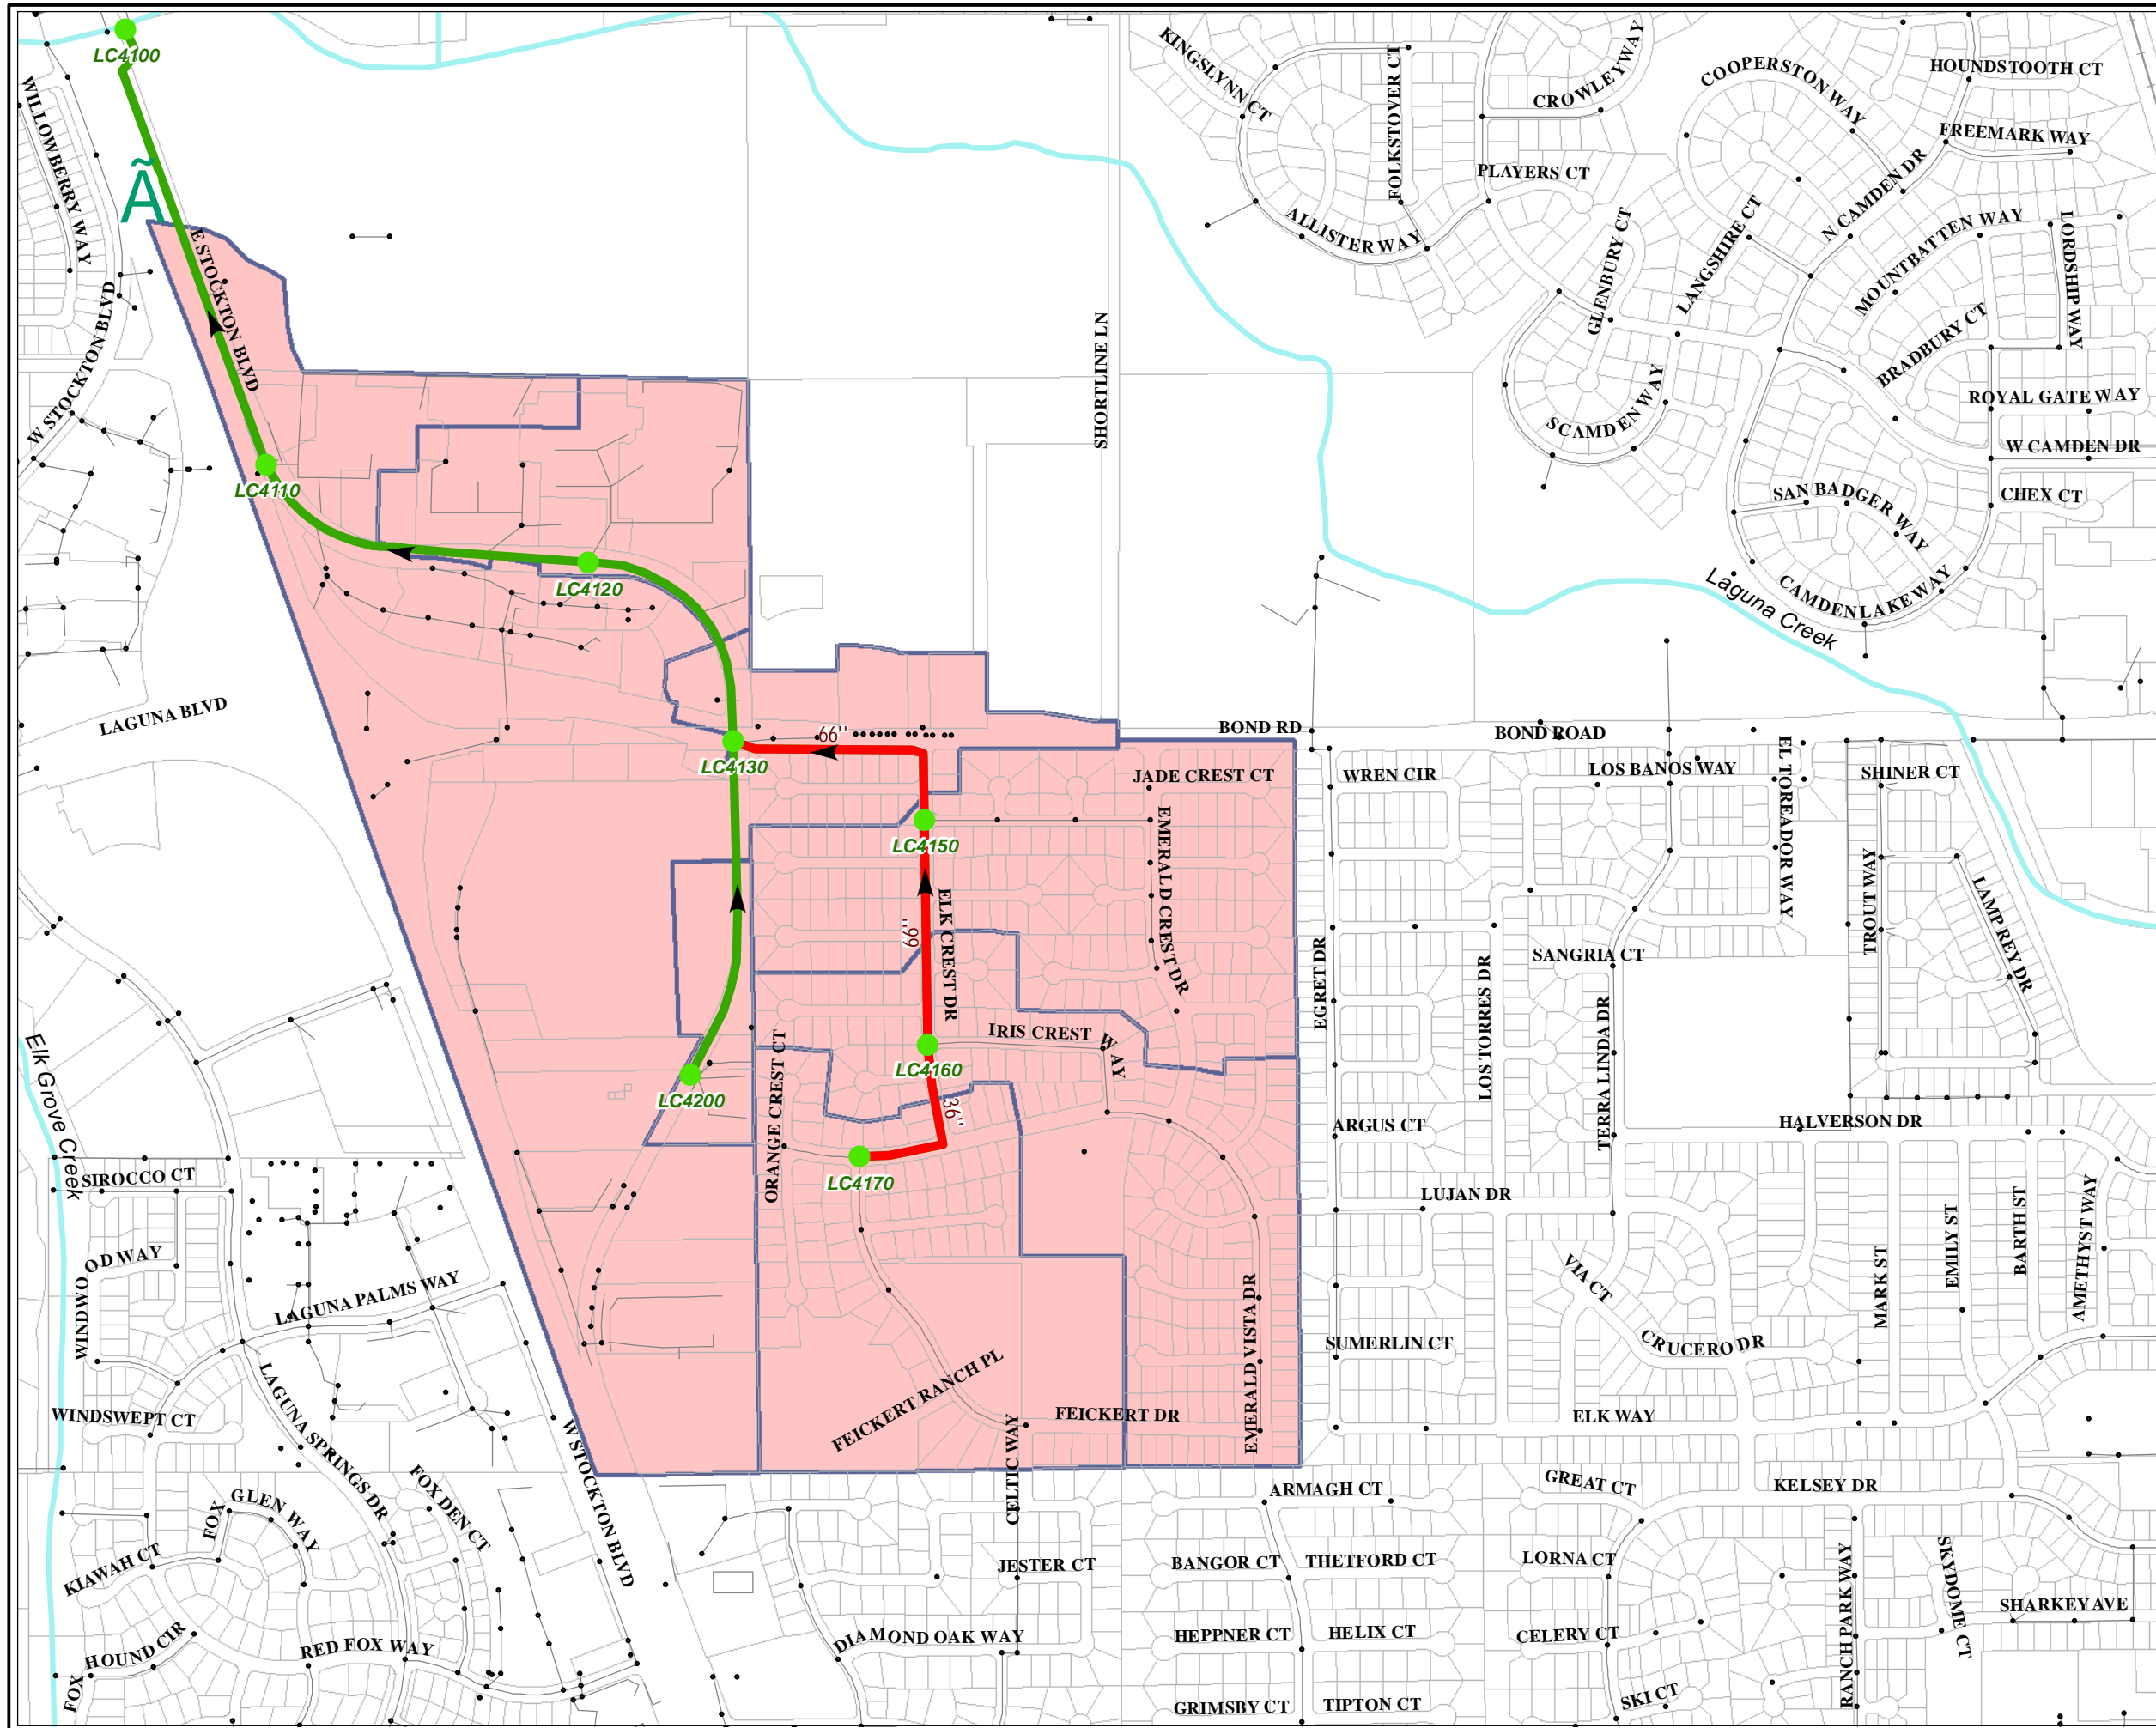 LC4100
KINGSLYNN CT
FOLKSTOVER CT
CROWLEY WAY
COOPERSTON WAY
HOUNDSTOOTH CT
FREEMARK WAY
WILLOWBERRY WAY
Ã
PLAYERS CT
N CAMDEN DR
ALLISTER WAY
GLENBURY CT
LANGSHIRE CT
MOUNTBATTEN WAY
LORDSHIP WAY
E STOCKTON BLVD
W STOCKTON BLVD
SHORTLINE LN
BRADBURY CT
SCAMDEN WAY
ROYAL GATE WAY
W CAMDEN DR
LC4110
SAN BADGER WAY
CHEX CT
LC4120
Laguna Creek
CAMDEN LAKE WAY
LAGUNA BLVD
66"
BOND RD
BOND ROAD
LC4130
JADE CREST CT
WREN CIR
LOS BANOS WAY
EL TOREADOR WAY
SHINER CT
LC4150
EMERALD CREST DR
ELK CREST DR
66"
TROUT WAY
LAMPREY DR
EGRET DR
LOS TORRES DR
SANGRIA CT
TERRA LINDA DR
IRIS CREST WAY
ORANGE CREST CT
Elk Grove Creek
LC4160
LC4200
36"
ARGUS CT
HALVERSON DR
LC4170
SIROCCO CT
LUJAN DR
WINDWOOD WAY
LAGUNA PALMS WAY
VIA CT
MARK ST
EMILY ST
BARTH ST
AMETHYST WAY
SUMERLIN CT
CRUCERO DR
EMERALD VISTA DR
FEICKERT RANCH PL
WINDSWEPT CT
LAGUNA SPRINGS DR
FEICKERT DR
ELK WAY
CELTIC WAY
W STOCKTON BLVD
FOX DEN CT
FOX GLEN WAY
ARMAGH CT
GREAT CT
KELSEY DR
KIAWAH CT
JESTER CT
BANGOR CT
THETFORD CT
LORNA CT
RANCH PARK WAY
SKYDOME CT
SHARKEY AVE
FOX HOUND CIR
RED FOX WAY
DIAMOND OAK WAY
HEPPNER CT
HELIX CT
CELERY CT
GRIMSBY CT
TIPTON CT
SKI CT